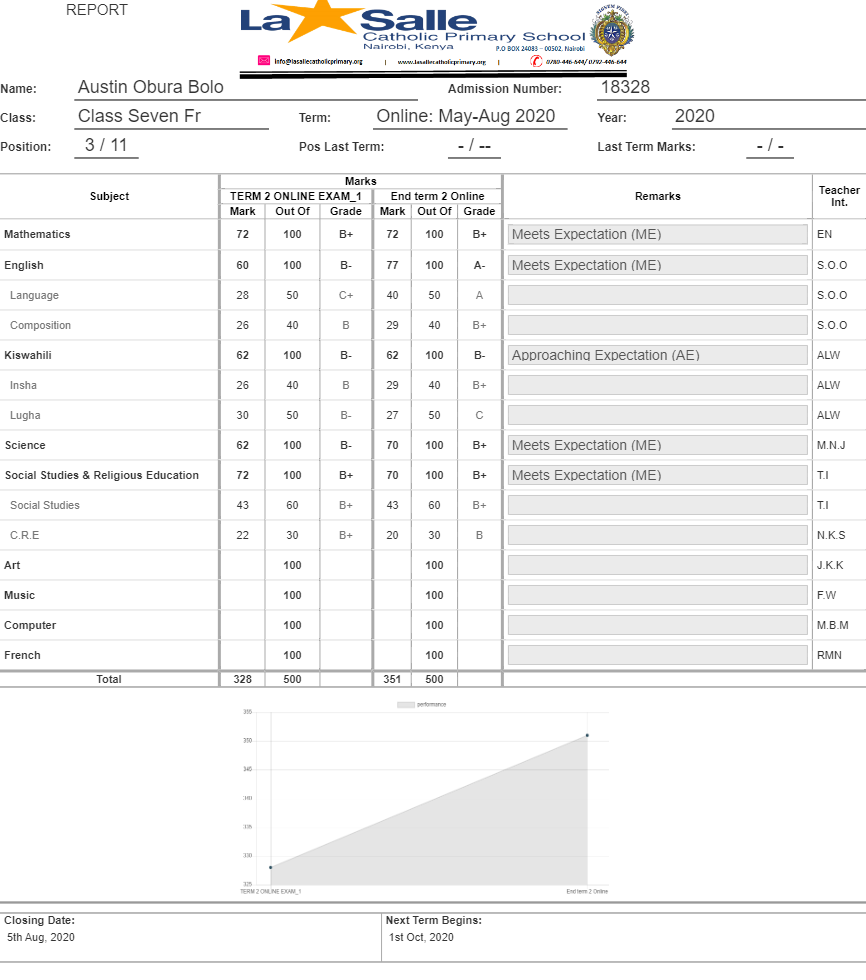 REPORT
La Salle
Catholic Primary School
Nairobi, Kenya
P.O BOX 24083 – 00502. Nairobi
info@lasallecatholicprimary.org | www.lasallecatholicprimary.org | 0780-446-644/ 0792-446-644
Name: Austin Obura Bolo Admission Number: 18328
Class: Class Seven Fr Term: Online: May-Aug 2020 Year: 2020
Position: 3 / 11 Pos Last Term: - / -- Last Term Marks: - / -
Marks
Subject TERM 2 ONLINE EXAM_1 End term 2 Online Remarks Teacher Int.
Mark Out Of Grade Mark Out Of Grade
Mathematics 72 100 B+ 72 100 B+ Meets Expectation (ME) EN
English 60 100 B- 77 100 A- Meets Expectation (ME) S.O.O
Language 28 50 C+ 40 50 A S.O.O
Composition 26 40 B 29 40 B+ S.O.O
Kiswahili 62 100 B- 62 100 B- Approaching Expectation (AE) ALW
Insha 26 40 B 29 40 B+ ALW
Lugha 30 50 B- 27 50 C ALW
Science 62 100 B- 70 100 B+ Meets Expectation (ME) M.N.J
Social Studies & Religious Education 72 100 B+ 70 100 B+ Meets Expectation (ME) T.I
Social Studies 43 60 B+ 43 60 B+ T.I
C.R.E 22 30 B+ 20 30 B N.K.S
Art 100 100 J.K.K
Music 100 100 F.W
Computer 100 100 M.B.M
French 100 100 RMN
Total 328 500 351 500
performance
355
350
340
335
330
325
TERM 2 ONLINE EXAM_1 End term 2 Online
Closing Date: Next Term Begins:
5th Aug, 2020 1st Oct, 2020